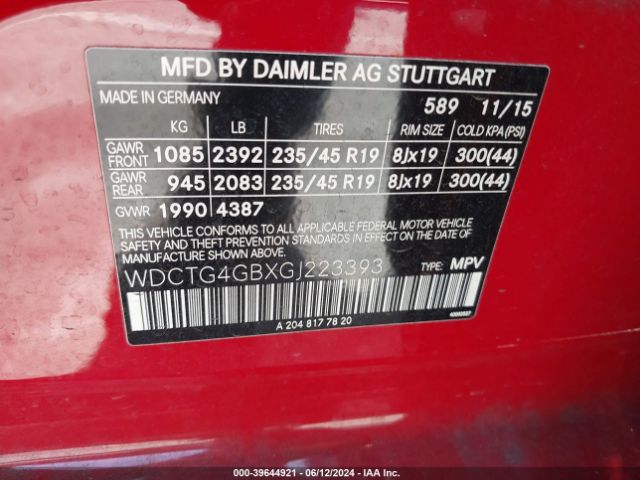 MFD BY DAIMLER AG STUTTGART
MADE IN GERMANY 589 11/15
KG LB TIRES RIM SIZE COLD KPA (PSI)
GAWR FRONT 1085 2392 235/45 R19 8Jx19 300(44)
GAWR REAR 945 2083 235/45 R19 8Jx19 300(44)
GVWR 1990 4387
THIS VEHICLE CONFORMS TO ALL APPLICABLE FEDERAL MOTOR VEHICLE
SAFETY AND THEFT PREVENTION STANDARDS IN EFFECT ON THE DATE OF
MANUFACTURE SHOWN ABOVE.
WDCTG4GBXGJ223393 TYPE: MPV
A 204 817 78 20
000-39644921 - 06/12/2024 - IAA Inc.